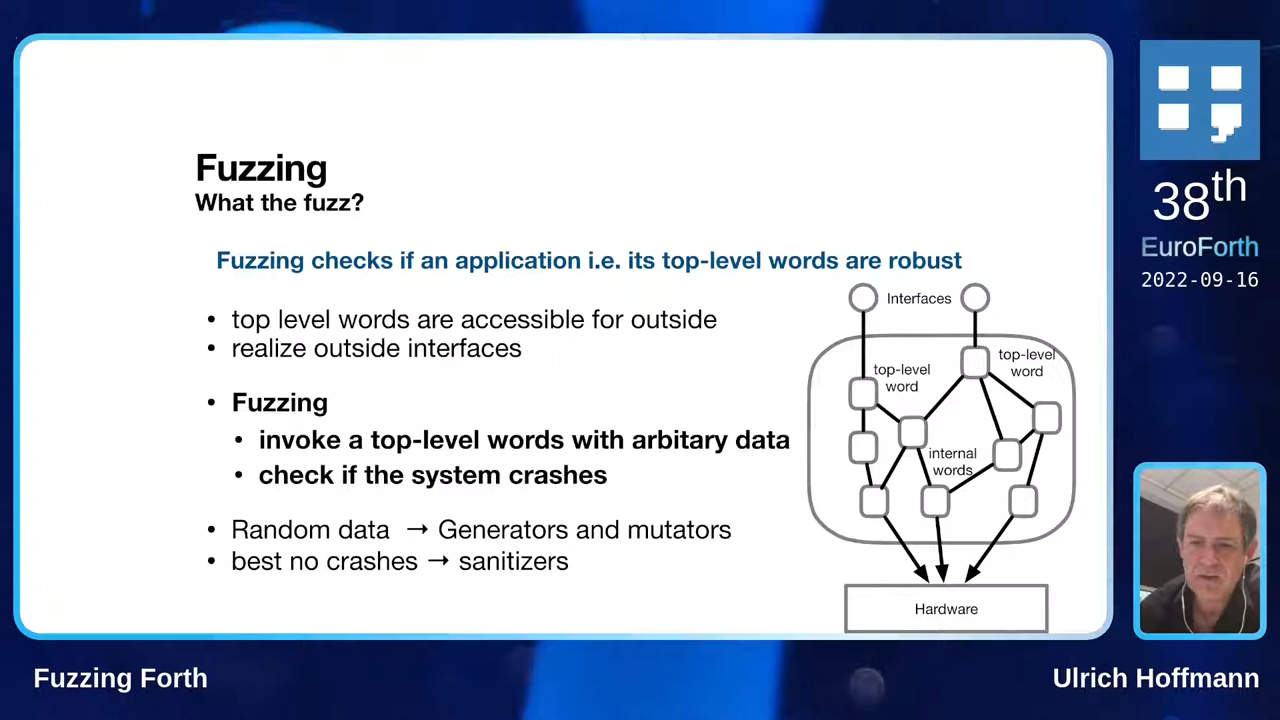 Fuzzing
What the fuzz?
Fuzzing checks if an application i.e. its top-level words are robust
• top level words are accessible for outside
• realize outside interfaces
• Fuzzing
• invoke a top-level words with arbitary data
• check if the system crashes
• Random data → Generators and mutators
• best no crashes → sanitizers
Interfaces
top-level
word
top-level
word
internal
words
Hardware
38th
EuroForth
2022-09-16
Fuzzing Forth
Ulrich Hoffmann